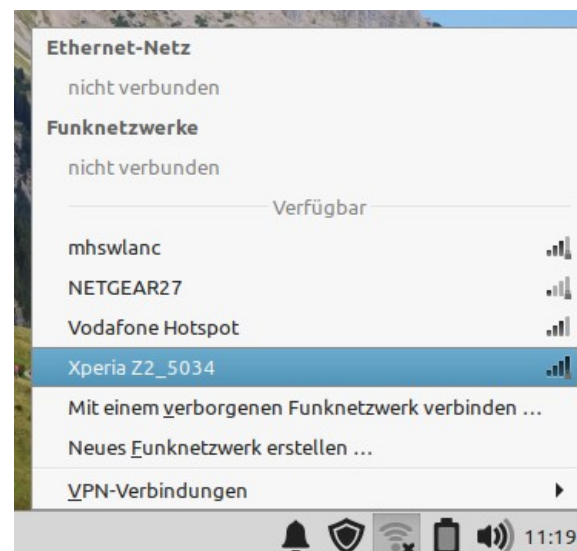 Ethernet-Netz
nicht verbunden
Funknetzwerke
nicht verbunden
Verfügbar
mhswlanc
NETGEAR27
Vodafone Hotspot
Xperia Z2_5034
Mit einem verborgenen Funknetzwerk verbinden ...
Neues Funknetzwerk erstellen ...
VPN-Verbindungen
11:19